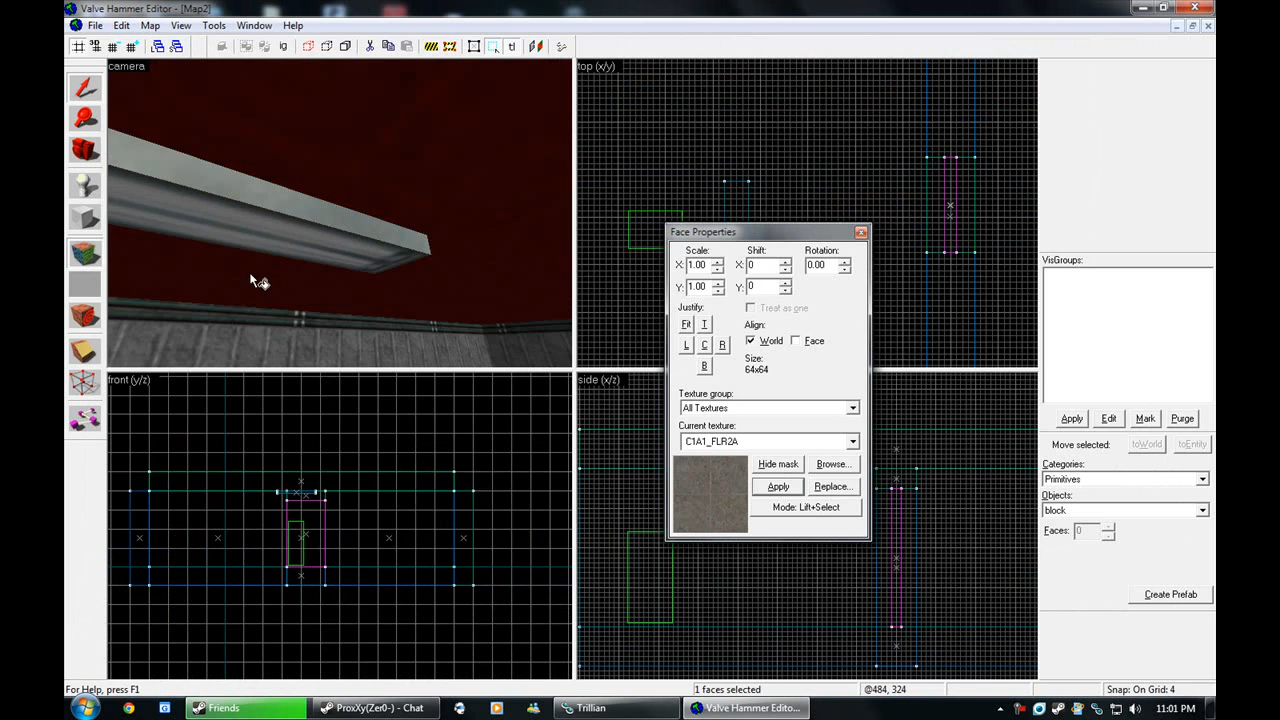 Valve Hammer Editor - [Map2]
File Edit Map View Tools Window Help
camera
top (x/y)
Face Properties
Scale: Shift: Rotation:
X: 1.00 X: 0 0.00
Y: 1.00 Y: 0
Justify: Treat as one
Fit T Align:
L C R World Face
B Size:
64x64
Texture group:
All Textures
Current texture:
C1A1_FLR2A
Hide mask Browse...
Apply Replace...
Mode: Lift+Select
VisGroups:
Apply Edit Mark Purge
Move selected: toWorld toEntity
Categories:
Primitives
Objects:
block
Faces: 0
Create Prefab
front (y/z)
side (x/z)
For Help, press F1
1 faces selected
@484, 324
Snap: On Grid: 4
Friends
ProxXy(Zer0-) - Chat
Trillian
Valve Hammer Edito...
11:01 PM